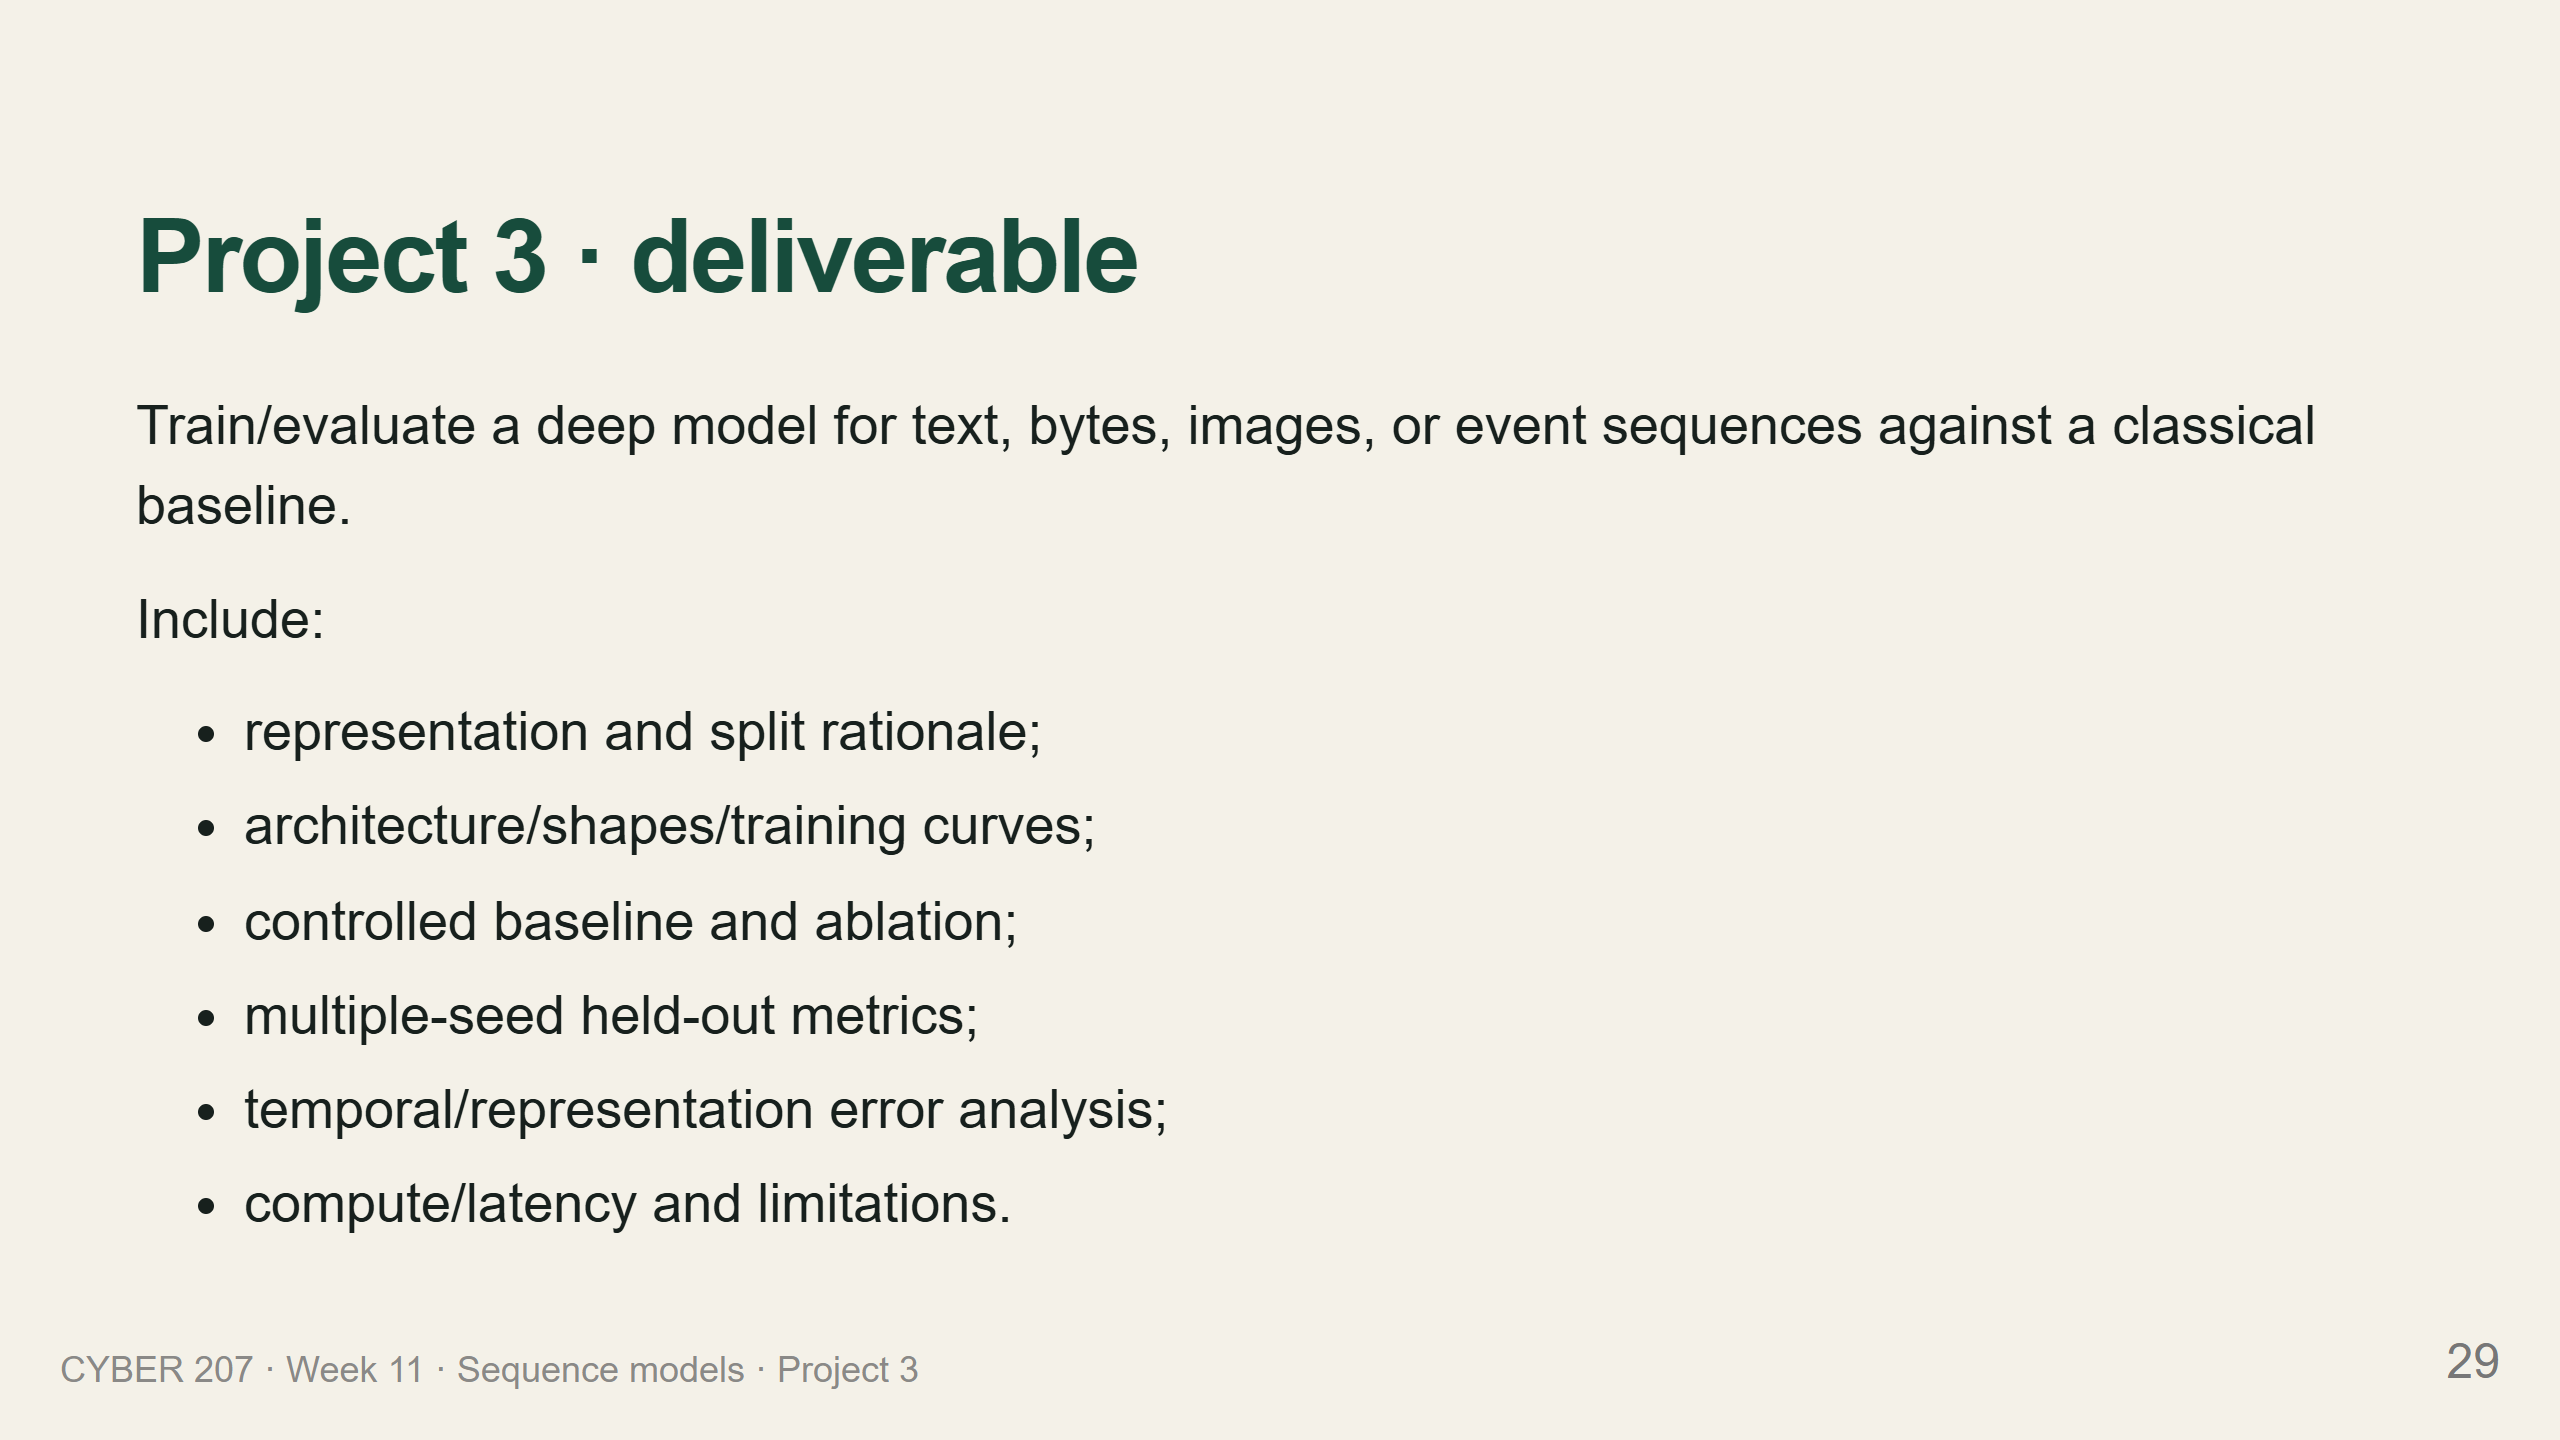 Project 3 · deliverable
Train/evaluate a deep model for text, bytes, images, or event sequences against a classical
baseline.
Include:
• representation and split rationale;
• architecture/shapes/training curves;
• controlled baseline and ablation;
• multiple-seed held-out metrics;
• temporal/representation error analysis;
• compute/latency and limitations.
CYBER 207 · Week 11 · Sequence models · Project 3
29